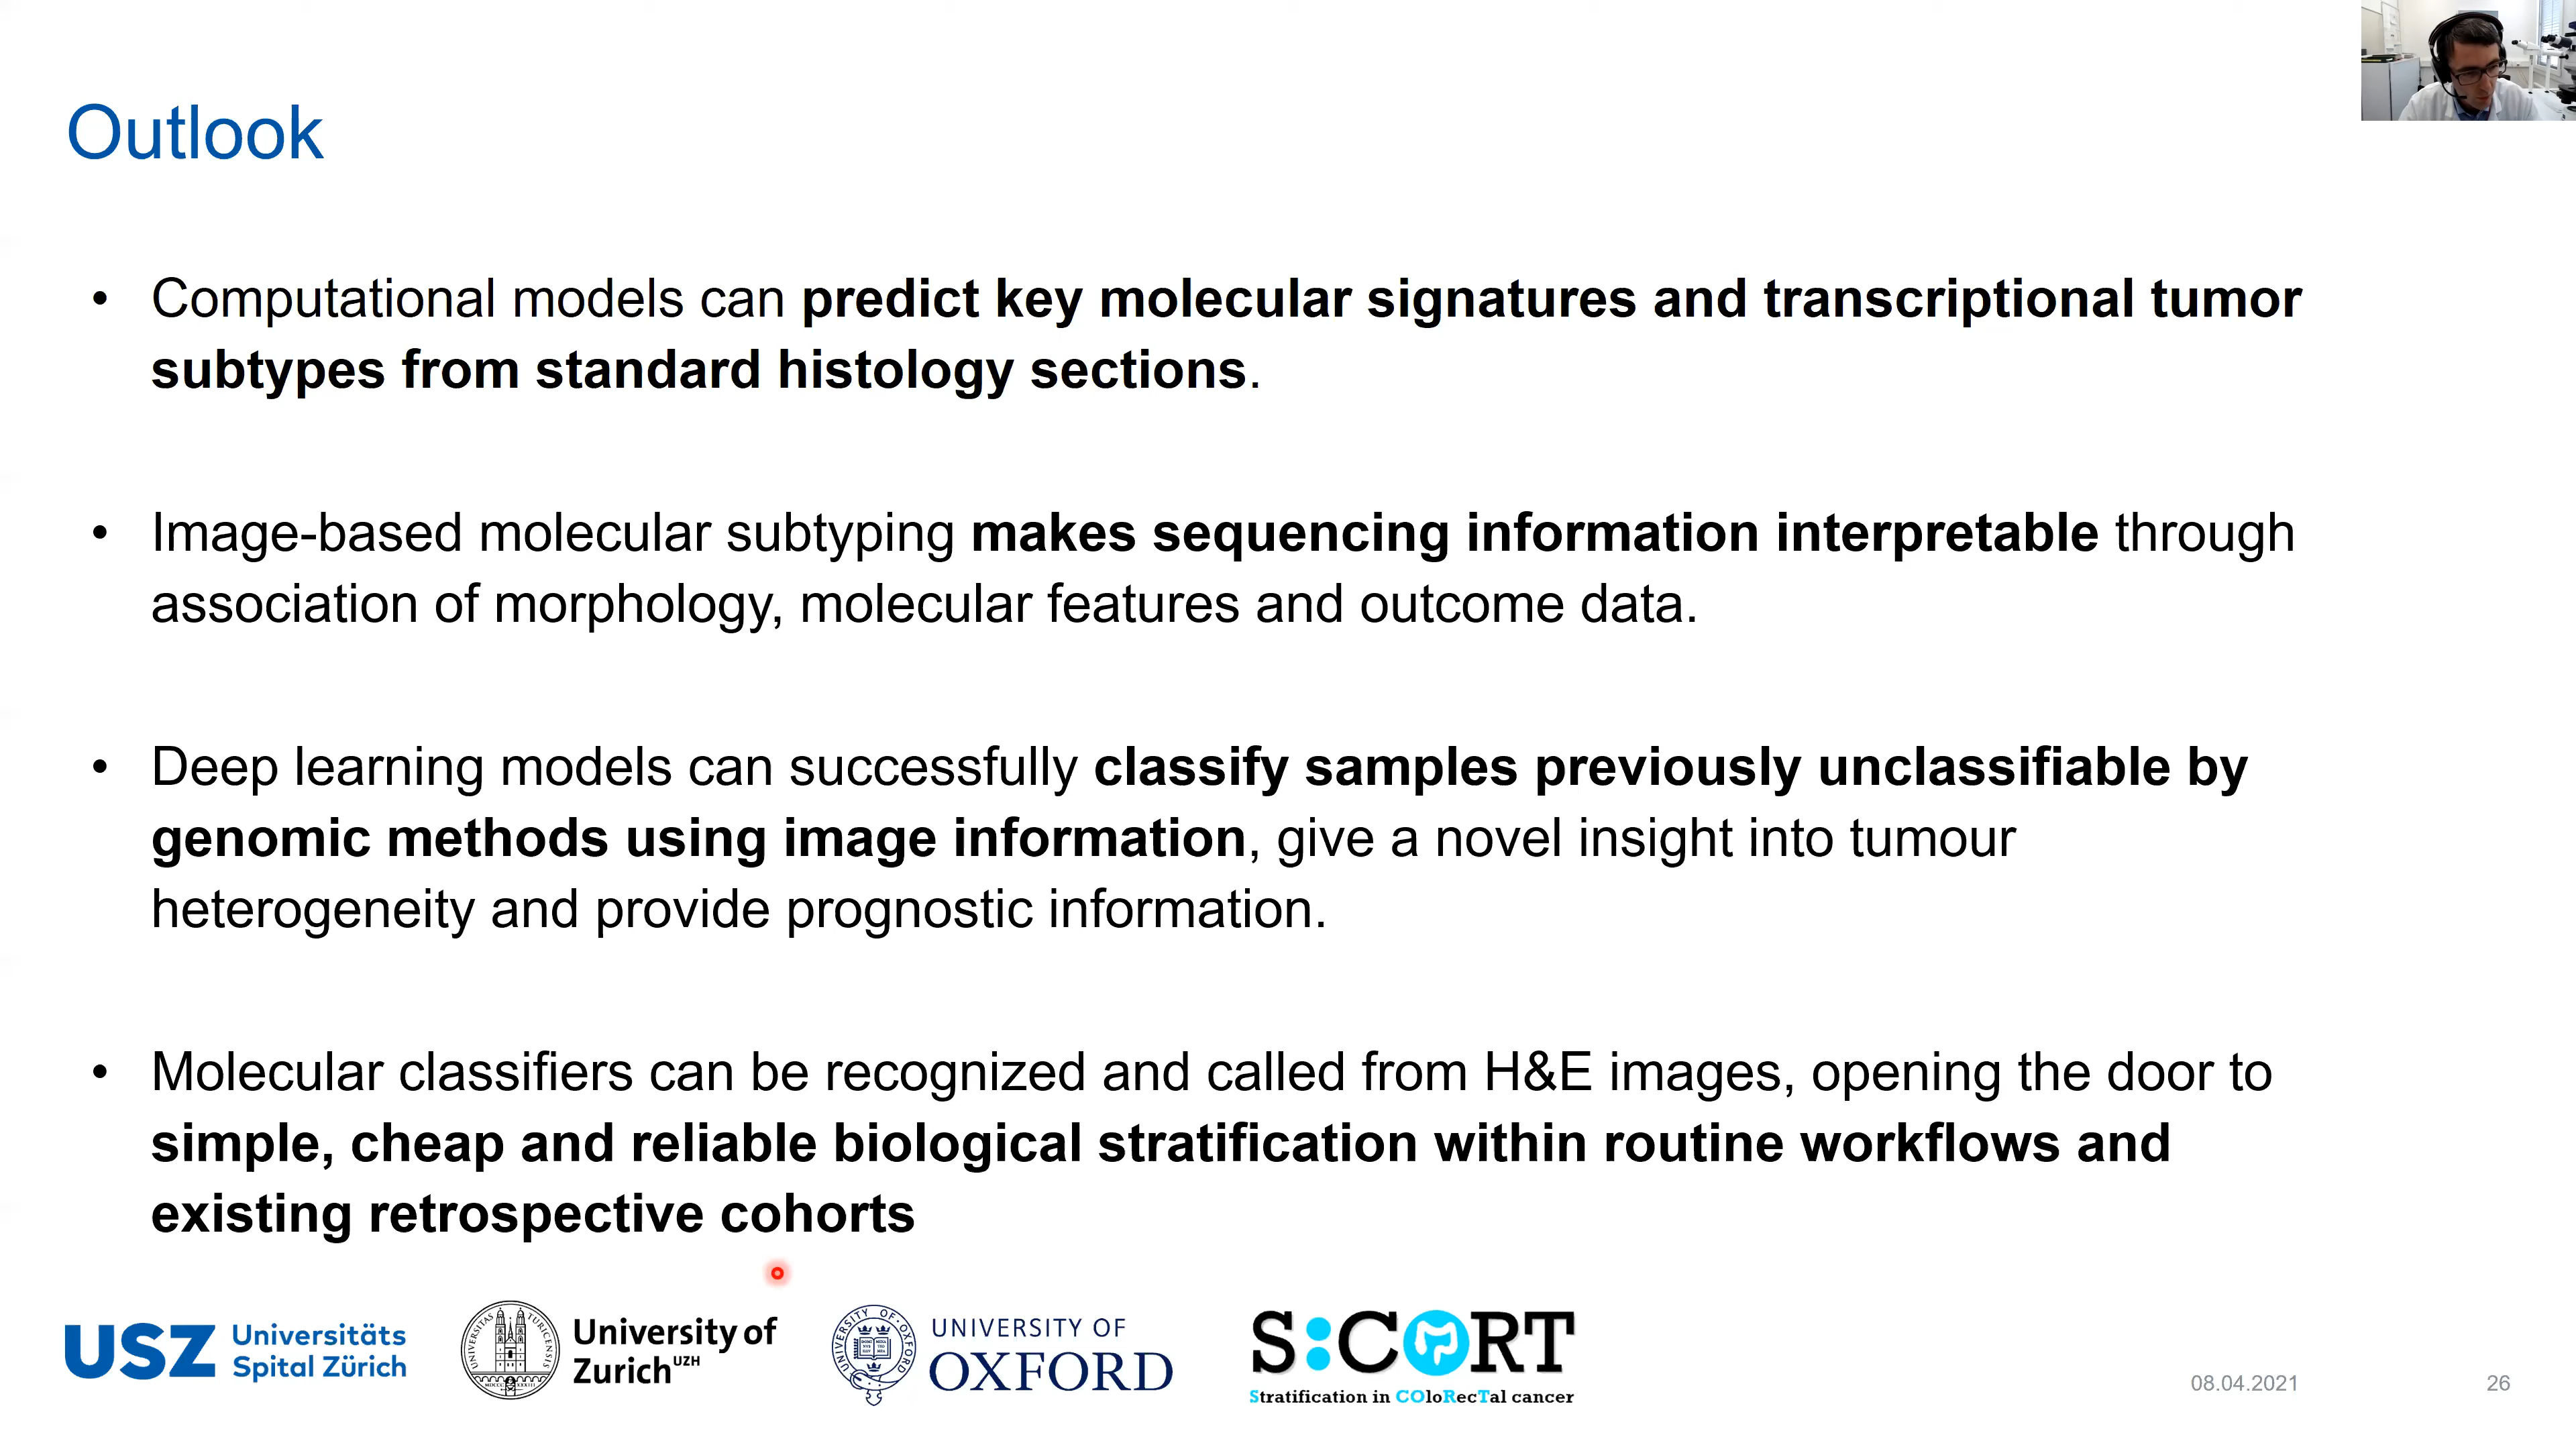 Outlook
• Computational models can predict key molecular signatures and transcriptional tumor
subtypes from standard histology sections.
• Image-based molecular subtyping makes sequencing information interpretable through
association of morphology, molecular features and outcome data.
• Deep learning models can successfully classify samples previously unclassifiable by
genomic methods using image information, give a novel insight into tumour
heterogeneity and provide prognostic information.
• Molecular classifiers can be recognized and called from H&E images, opening the door to
simple, cheap and reliable biological stratification within routine workflows and
existing retrospective cohorts
USZ Universitäts
Spital Zürich
UNIVERSITAS TURICENSIS
University of
Zurich UZH
UNIVERSITY OF OXFORD
UNIVERSITY OF
OXFORD
S:CORT
Stratification in COloRecTal cancer
08.04.2021
26